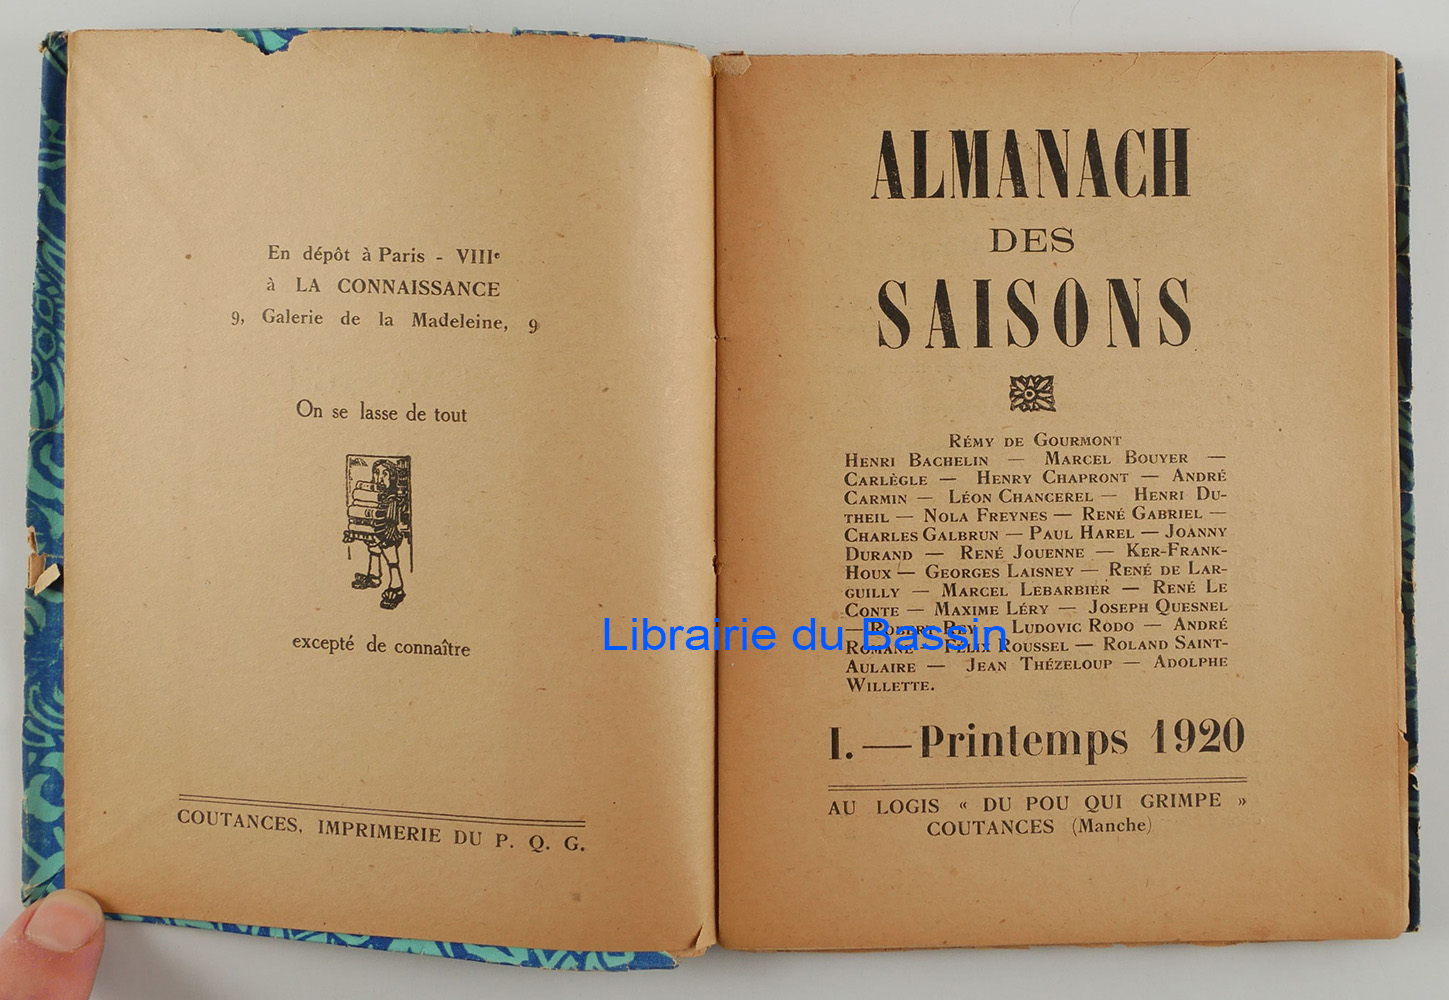 En dépôt à Paris - VIIIe
à LA CONNAISSANCE
9, Galerie de la Madeleine, 9
On se lasse de tout
excepté de connaître
COUTANCES, IMPRIMERIE DU P. Q. G.
ALMANACH
DES
SAISONS
RÉMY DE GOURMONT
HENRI BACHELIN — MARCEL BOUYER —
CARLÈGLE — HENRY CHAPRONT — ANDRÉ
CARMIN — LÉON CHANCEREL — HENRI DU-
THEIL — NOLA FREYNES — RENÉ GABRIEL —
CHARLES GALBRUN — PAUL HAREL — JOANNY
DURAND — RENÉ JOUENNE — KER-FRANK-
HOUX — GEORGES LAISNEY — RENÉ DE LAR-
GUILLY — MARCEL LEBARBIER — RENÉ LE
CONTE — MAXIME LÉRY — JOSEPH QUESNEL
— ROBERT REY — LUDOVIC RODO — ANDRÉ
ROMANE — FÉLIX ROUSSEL — ROLAND SAINT-
AULAIRE — JEAN THÉZELOUP — ADOLPHE
WILLETTE.
I. — Printemps 1920
AU LOGIS « DU POU QUI GRIMPE »
COUTANCES (Manche)
Librairie du Bassin